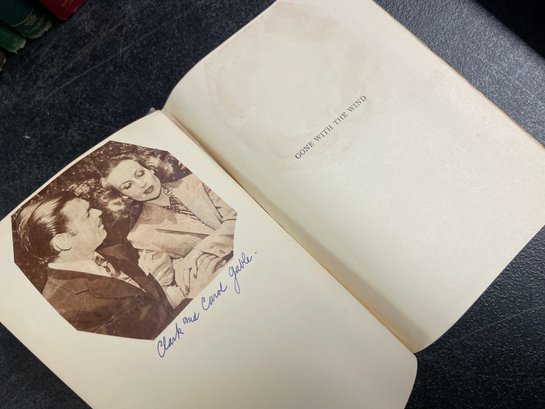 Clark and Carol Gable.
GONE WITH THE WIND